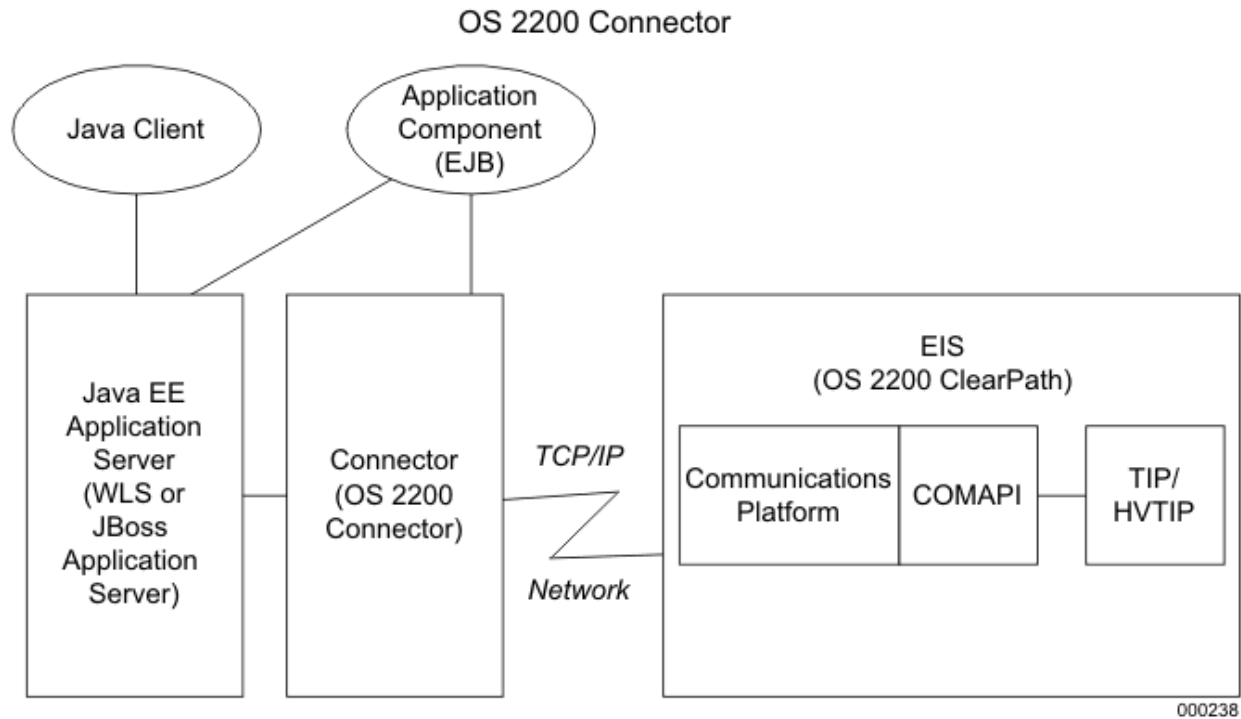 OS 2200 Connector
Java Client
Application
Component
(EJB)
Java EE
Application
Server
(WLS or
JBoss
Application
Server)
Connector
(OS 2200
Connector)
TCP/IP
Network
EIS
(OS 2200 ClearPath)
Communications
Platform
COMAPI
TIP/
HVTIP
000238